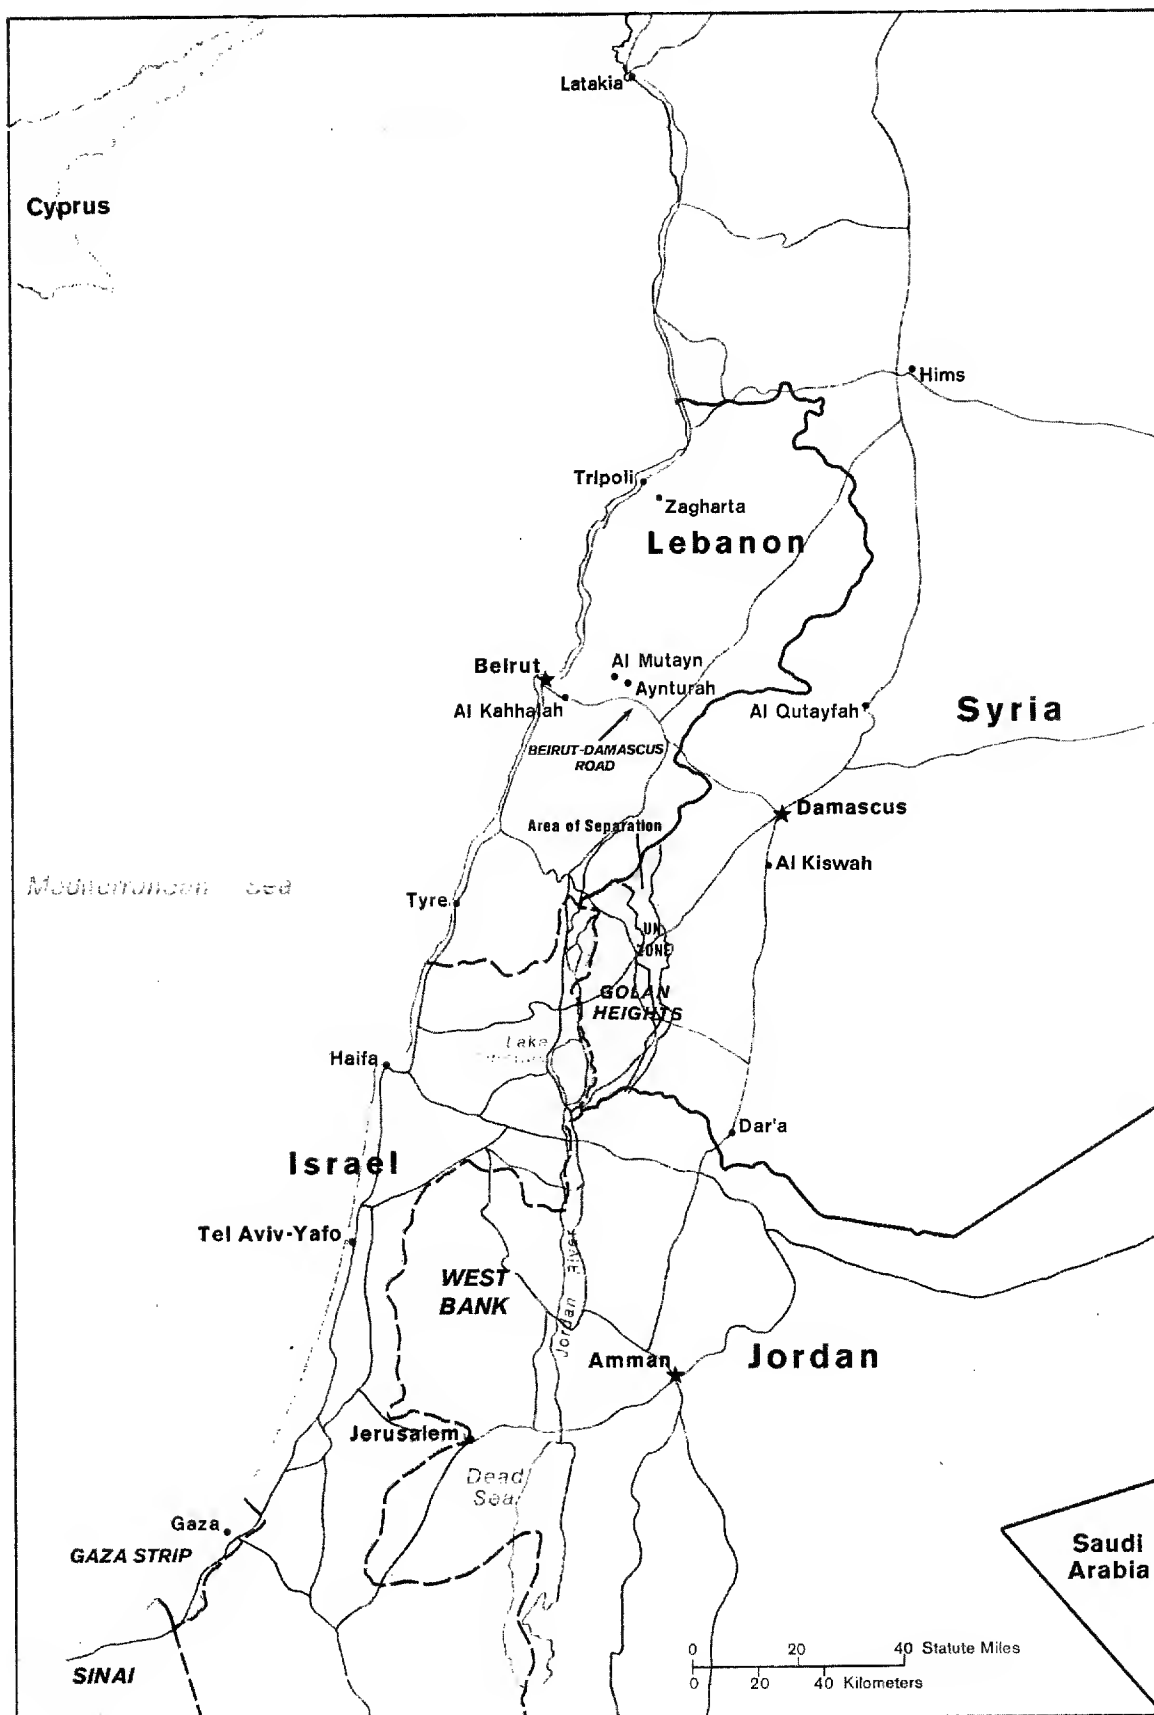 Latakia
Cyprus
Hims
Tripoli
Zagharta
Lebanon
Beirut
Al Mutayn
Aynturah
Al Kahhalah
Al Qutayfah
Syria
BEIRUT-DAMASCUS
ROAD
Damascus
Area of Separation
Al Kiswah
Mediterranean Sea
Tyre
UN
ZONE
GOLAN
HEIGHTS
Lake
Haifa
Dar'a
Israel
Tel Aviv-Yafo
Jordan River
WEST
BANK
Amman
Jordan
Jerusalem
Dead
Sea
Gaza
GAZA STRIP
Saudi
Arabia
SINAI
0 20 40 Statute Miles
0 20 40 Kilometers